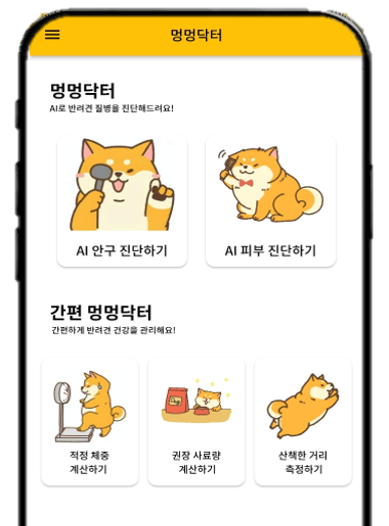 멍멍닥터
멍멍닥터
AI로 반려견 질병을 진단해드려요!
AI 안구 진단하기
AI 피부 진단하기
간편 멍멍닥터
간편하게 반려견 건강을 관리해요!
적정 체중
계산하기
권장 사료량
계산하기
산책한 거리
측정하기